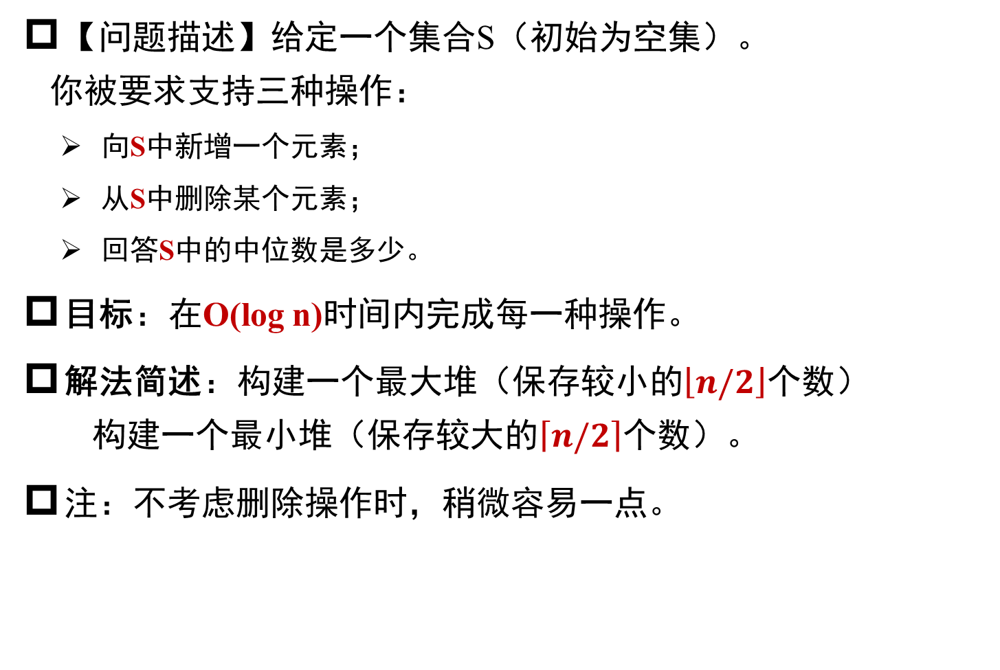 【问题描述】给定一个集合S（初始为空集）。
你被要求支持三种操作：
向S中新增一个元素；
从S中删除某个元素；
回答S中的中位数是多少。
目标：在O(log n)时间内完成每一种操作。
解法简述：构建一个最大堆（保存较小的⌊n/2⌋个数）
构建一个最小堆（保存较大的⌈n/2⌉个数）。
注：不考虑删除操作时，稍微容易一点。